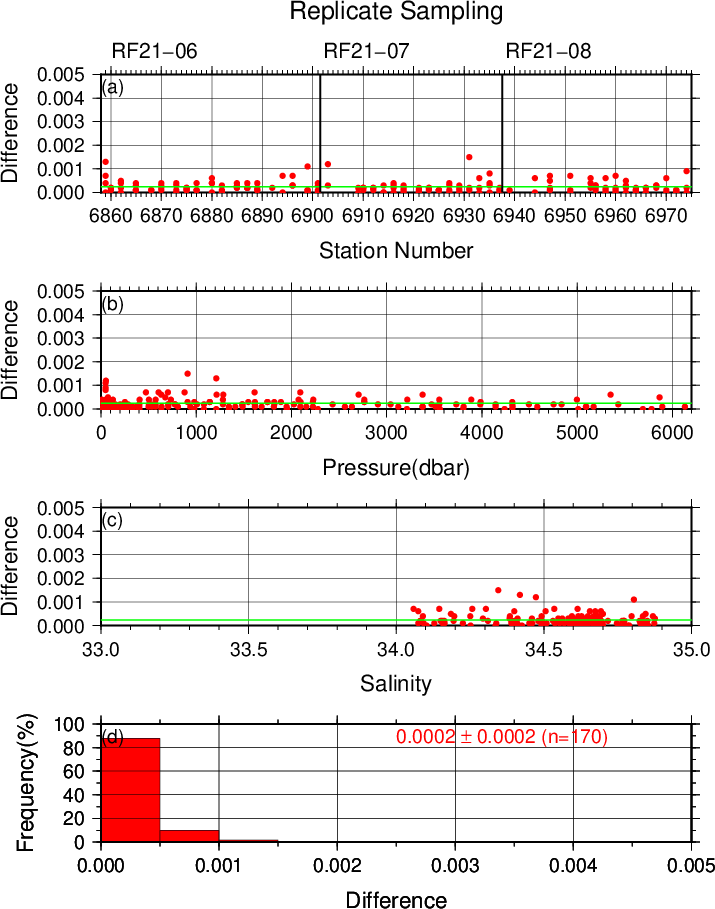 Replicate Sampling
RF21−06 RF21−07 RF21−08
(a)
Difference
0.005
0.004
0.003
0.002
0.001
0.000
6860 6870 6880 6890 6900 6910 6920 6930 6940 6950 6960 6970
Station Number
(b)
Difference
0.005
0.004
0.003
0.002
0.001
0.000
0 1000 2000 3000 4000 5000 6000
Pressure(dbar)
(c)
Difference
0.005
0.004
0.003
0.002
0.001
0.000
33.0 33.5 34.0 34.5 35.0
Salinity
(d)
0.0002 ± 0.0002 (n=170)
Frequency(%)
100
80
60
40
20
0
0.000 0.001 0.002 0.003 0.004 0.005
Difference